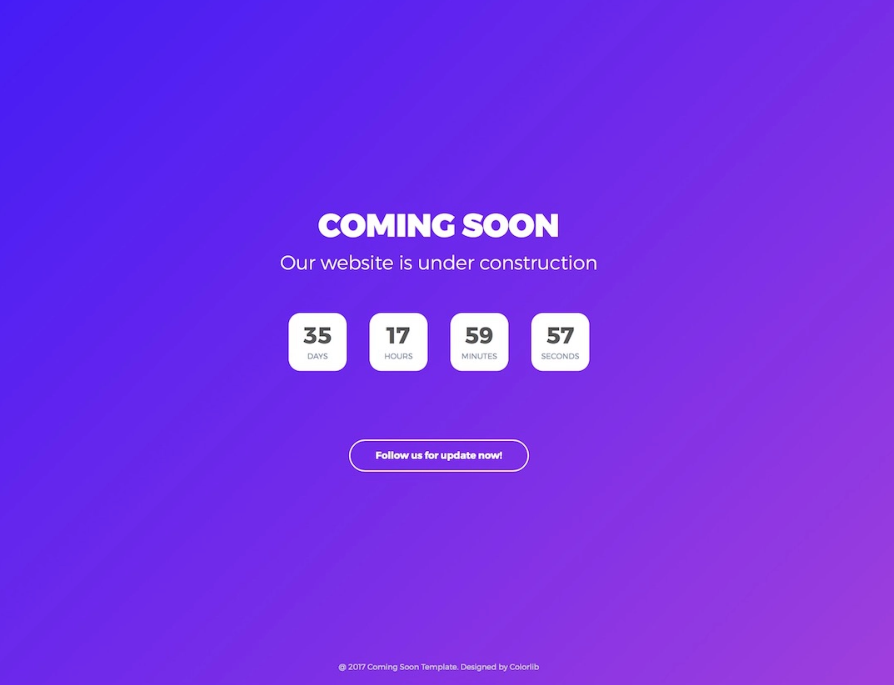 COMING SOON
Our website is under construction
35 17 59 57
DAYS HOURS MINUTES SECONDS
Follow us for update now!
@ 2017 Coming Soon Template. Designed by Colorlib